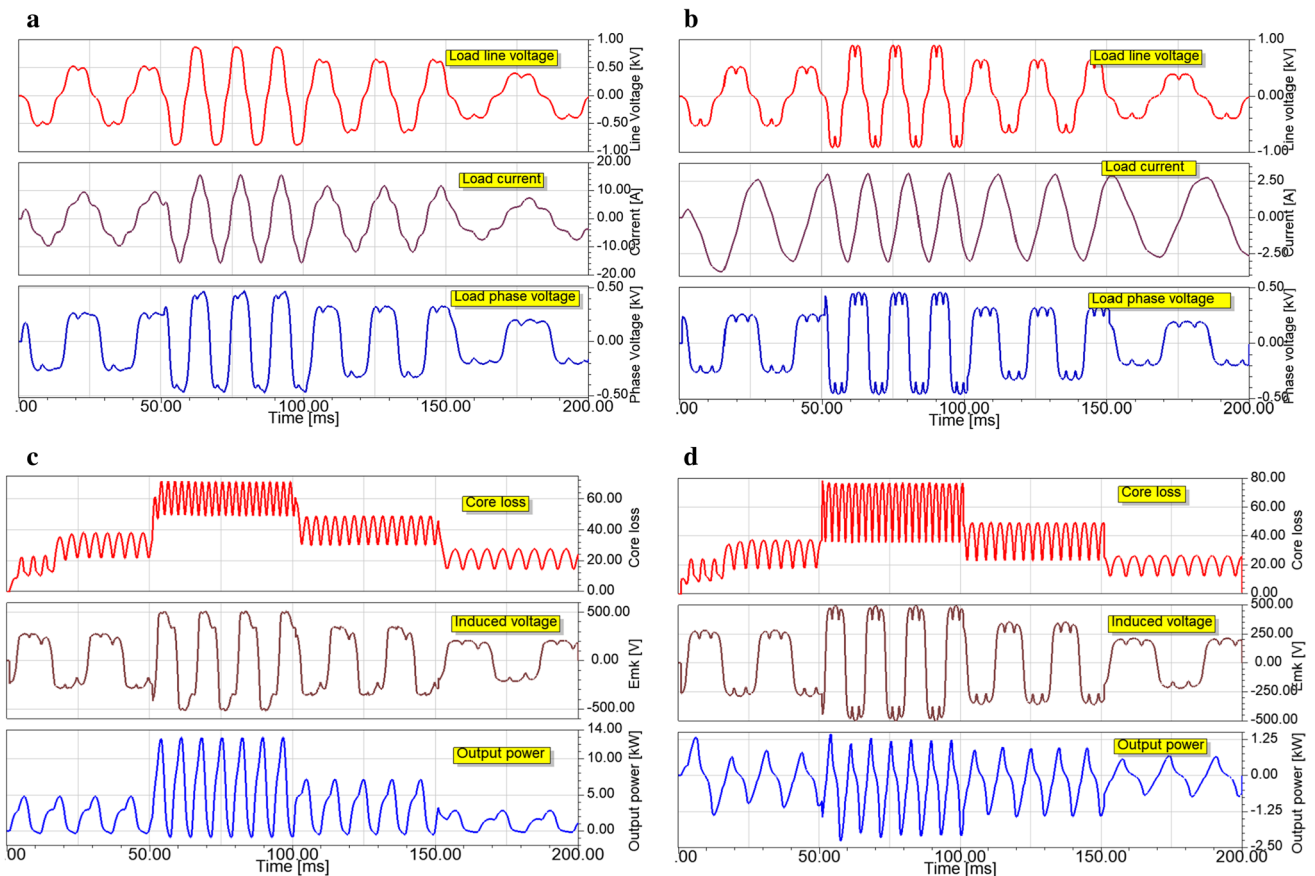 a
Load line voltage
1.00
0.50
0.00
-0.50
-1.00
Line Voltage [kV]
Load current
20.00
10.00
0.00
-10.00
-20.00
Current [A]
Load phase voltage
0.50
0.00
-0.50
Phase Voltage [kV]
.00 50.00 100.00 150.00 200.00
Time [ms]
b
Load line voltage
1.00
0.00
-1.00
Line voltage [kV]
Load current
2.50
0.00
-2.50
Current [A]
Load phase voltage
0.50
0.00
-0.50
Phase voltage [kV]
.00 50.00 100.00 150.00 200.00
Time [ms]
c
Core loss
60.00
40.00
20.00
0.00
Core loss
Induced voltage
500.00
0.00
-500.00
Emk [V]
Output power
14.00
10.00
5.00
0.00
Output power [kW]
00 50.00 100.00 150.00 200.00
Time [ms]
d
Core loss
80.00
60.00
40.00
20.00
0.00
Core loss
Induced voltage
500.00
250.00
0.00
-250.00
-500.00
Emk [V]
Output power
1.25
0.00
-1.25
-2.50
Output power [kW]
.00 50.00 100.00 150.00 200.00
Time [ms]